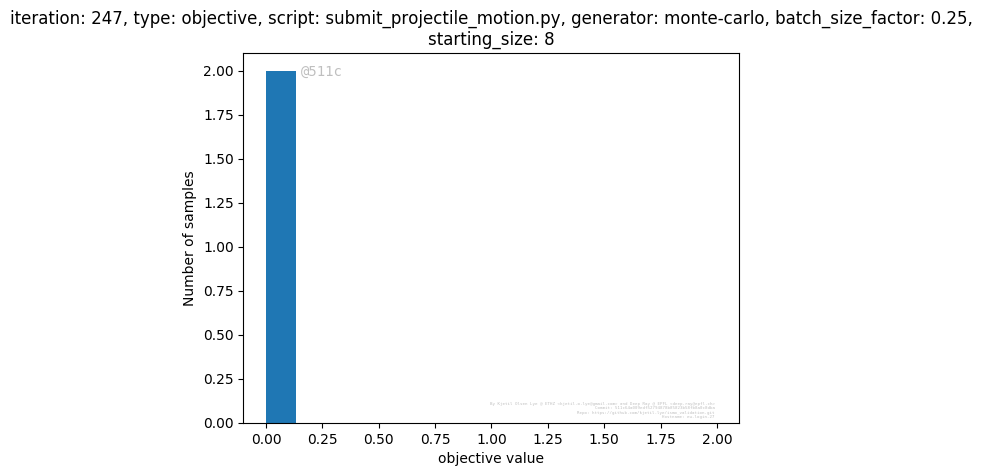 iteration: 247, type: objective, script: submit_projectile_motion.py, generator: monte-carlo, batch_size_factor: 0.25,
starting_size: 8
@511c
2.00
1.75
1.50
1.25
1.00
0.75
0.50
0.25
0.00
Number of samples
0.00 0.25 0.50 0.75 1.00 1.25 1.50 1.75 2.00
objective value